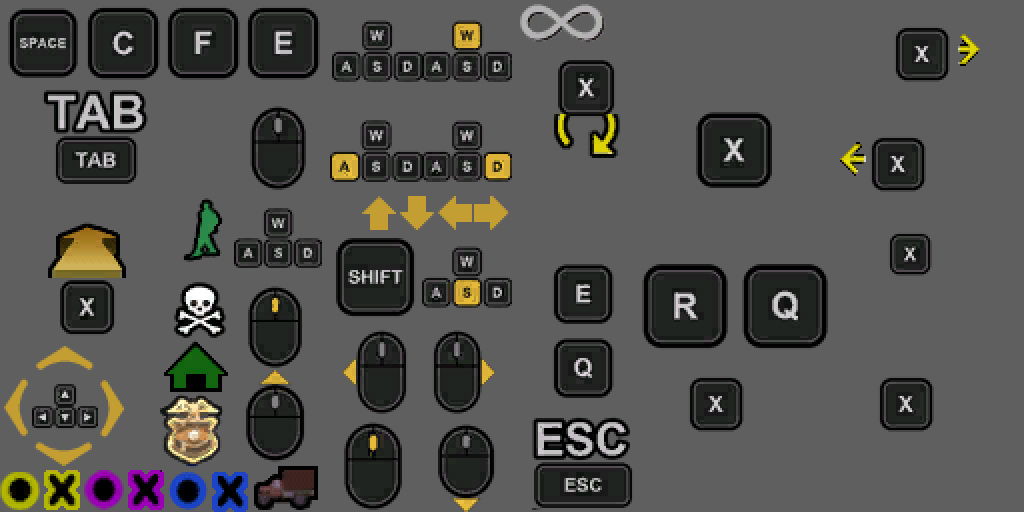 SPACE C F E
W W
A S D A S D
X
X
TAB
TAB
W W
A S D A S D
X
X
W
A S D
SHIFT
W
A S D
X
X
E
R Q
Q
X
X
ESC
ESC